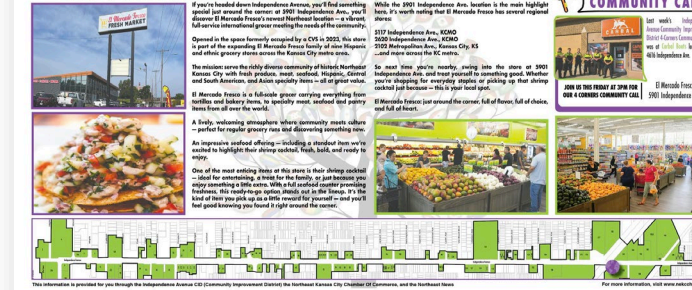 If you're headed down Independence Avenue, you'll find something
special just around the corner: at 5901 Independence Ave., you'll
discover El Mercado Fresco's newest Northeast location — a vibrant,
full-service international grocer meeting the needs of the community.
Opened in the space formerly occupied by a CVS in 2023, this store
is part of the expanding El Mercado Fresco family of nine Hispanic
and ethnic grocery stores across the Kansas City metro area.
The mission: serve the richly diverse community of historic Northeast
Kansas City with fresh produce, meat, seafood, Hispanic, Central
and South American, and Asian specialty items — all at great value.
El Mercado Fresco is a full-scale grocer carrying everything from
tortillas and bakery items, to specialty meat, seafood and pantry
items from all over the world.
A lively, welcoming atmosphere where community meets culture
— perfect for regular grocery runs and discovering something new.
An impressive seafood offering — including a standout item we're
excited to highlight: their shrimp cocktail, fresh, bold, and ready to
enjoy.
One of the most enticing items at this store is their shrimp cocktail
— ideal for entertaining, a treat for the family, or just because you
enjoy something a little extra. With a full seafood counter promising
freshness, this ready-to-go option stands out in the lineup. It's the
kind of item you pick up as a little reward for yourself — and you'll
feel good knowing you found it right around the corner.
While the 5901 Independence Ave. location is the main highlight
here, it's worth noting that El Mercado Fresco has several regional
stores:
5117 Independence Ave., KCMO
2620 Independence Ave., KCMO
2102 Metropolitan Ave., Kansas City, KS
...and more across the KC metro.
So next time you're nearby, swing into the store at 5901
Independence Ave. and treat yourself to something good. Whether
you're shopping for everyday staples or picking up that shrimp
cocktail just because — this is your local spot.
El Mercado Fresco: just around the corner, full of flavor, full of choice,
and full of heart.
El Mercado Fresco
FRESH MARKET
COMMUNITY CA
Last week's Inde
Avenue Community Impr
District 4-Corners Commu
was at
4616 Independence Ave.
JOIN US THIS FRIDAY AT 3PM FOR
OUR 4 CORNERS COMMUNITY CALL
El Mercado Fresc
5901 Independence
This information is provided for you through the Independence Avenue CID (Community Improvement District) the Northeast Kansas City Chamber Of Commerce, and the Northeast News
For more information, visit www.nekcch